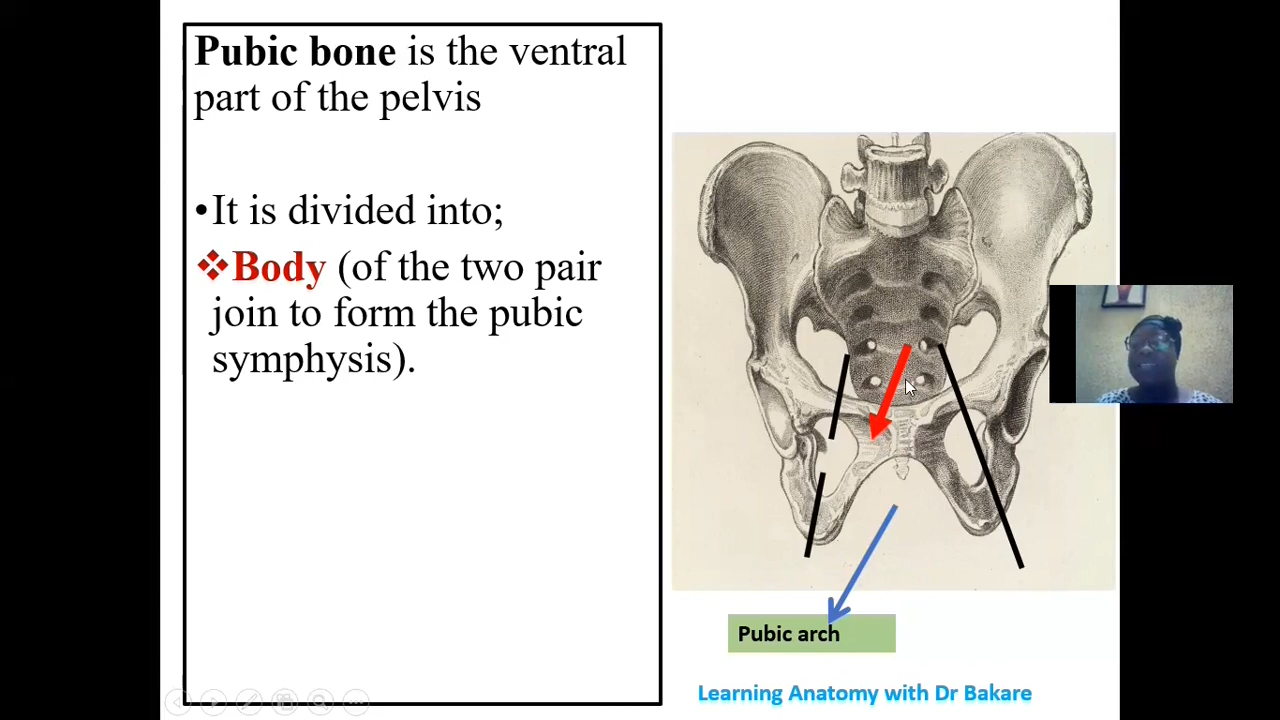 Pubic bone is the ventral
part of the pelvis
•It is divided into;
❖Body (of the two pair
join to form the pubic
symphysis).
Pubic arch
Learning Anatomy with Dr Bakare